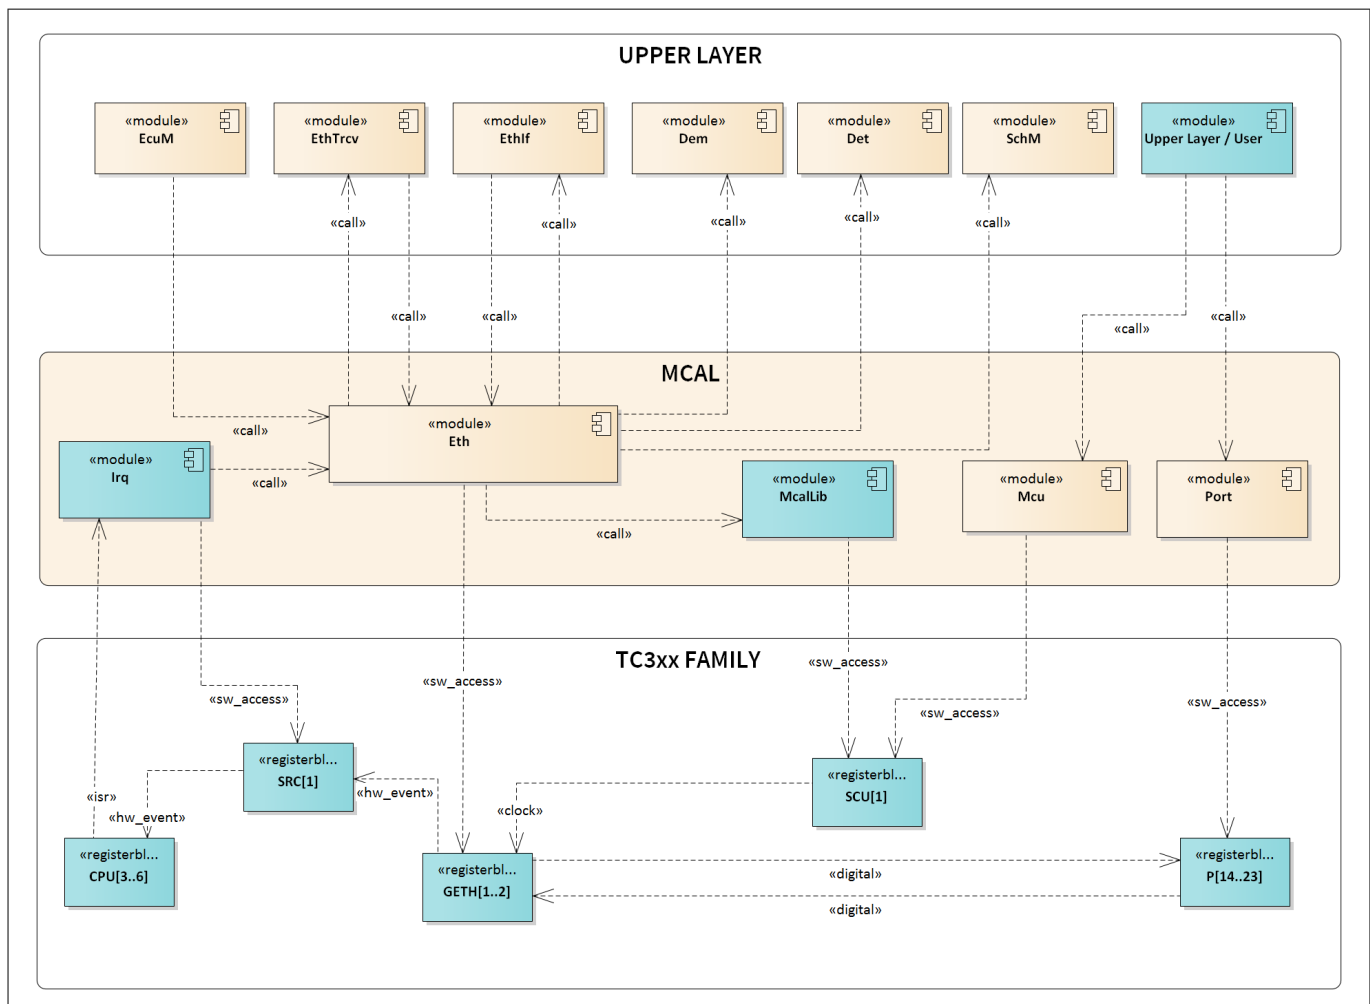 UPPER LAYER
«module»
EcuM
«module»
EthTrcv
«module»
EthIf
«module»
Dem
«module»
Det
«module»
SchM
«module»
Upper Layer / User
«call»
«call»
«call»
«call»
«call»
«call»
«call»
«call»
«call»
MCAL
«module»
Eth
«call»
«module»
Irq
«call»
«module»
McalLib
«module»
Mcu
«module»
Port
«call»
TC3xx FAMILY
«sw_access»
«sw_access»
«sw_access»
«sw_access»
«sw_access»
«registerbl...
SRC[1]
«registerbl...
SCU[1]
«isr»
«hw_event»
«hw_event»
«clock»
«registerbl...
CPU[3..6]
«registerbl...
GETH[1..2]
«registerbl...
P[14..23]
«digital»
«digital»